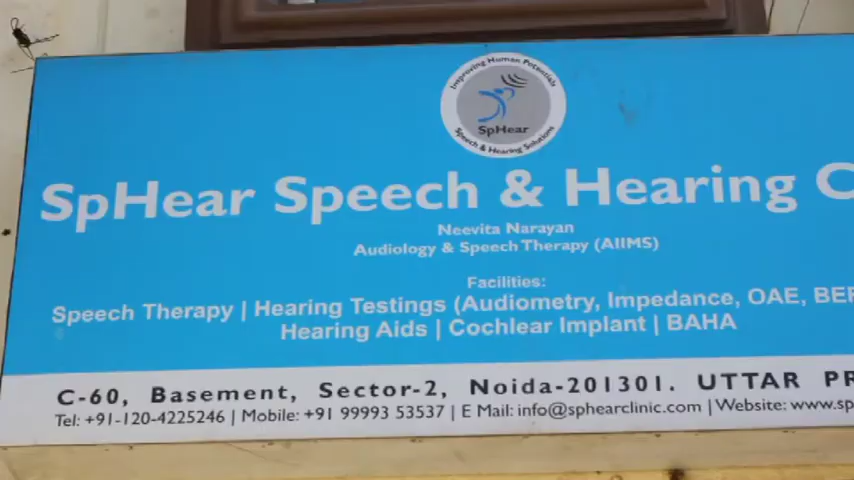 Improving Human Potentials
SpHear
Speech & Hearing Solutions
SpHear Speech & Hearing
Neevita Narayan
Audiology & Speech Therapy (AIIMS)
Facilities:
Speech Therapy | Hearing Testings (Audiometry, Impedance, OAE,
Hearing Aids | Cochlear Implant | BAHA
C-60, Basement, Sector-2, Noida-201301. UTTAR PR
Tel: +91-120-4225246 | Mobile: +91 99993 53537 | E Mail: info@sphearclinic.com | Website: www.sp